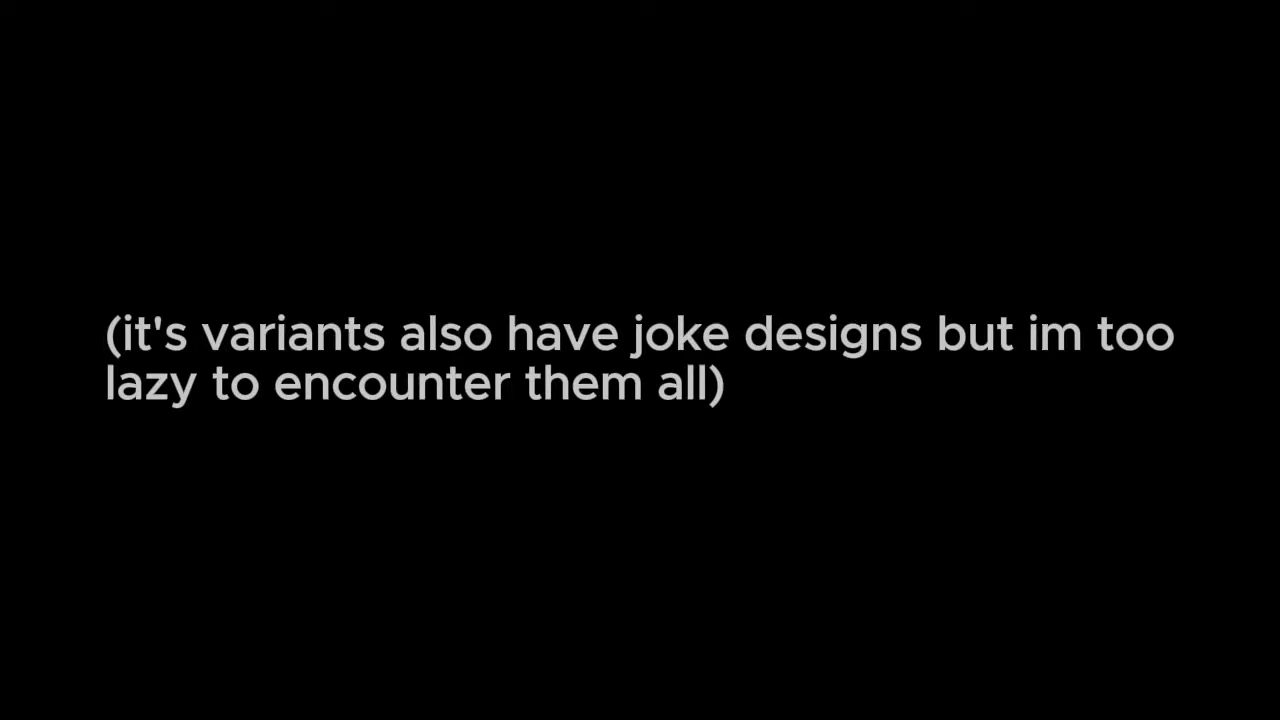 (it's variants also have joke designs but im too
lazy to encounter them all)